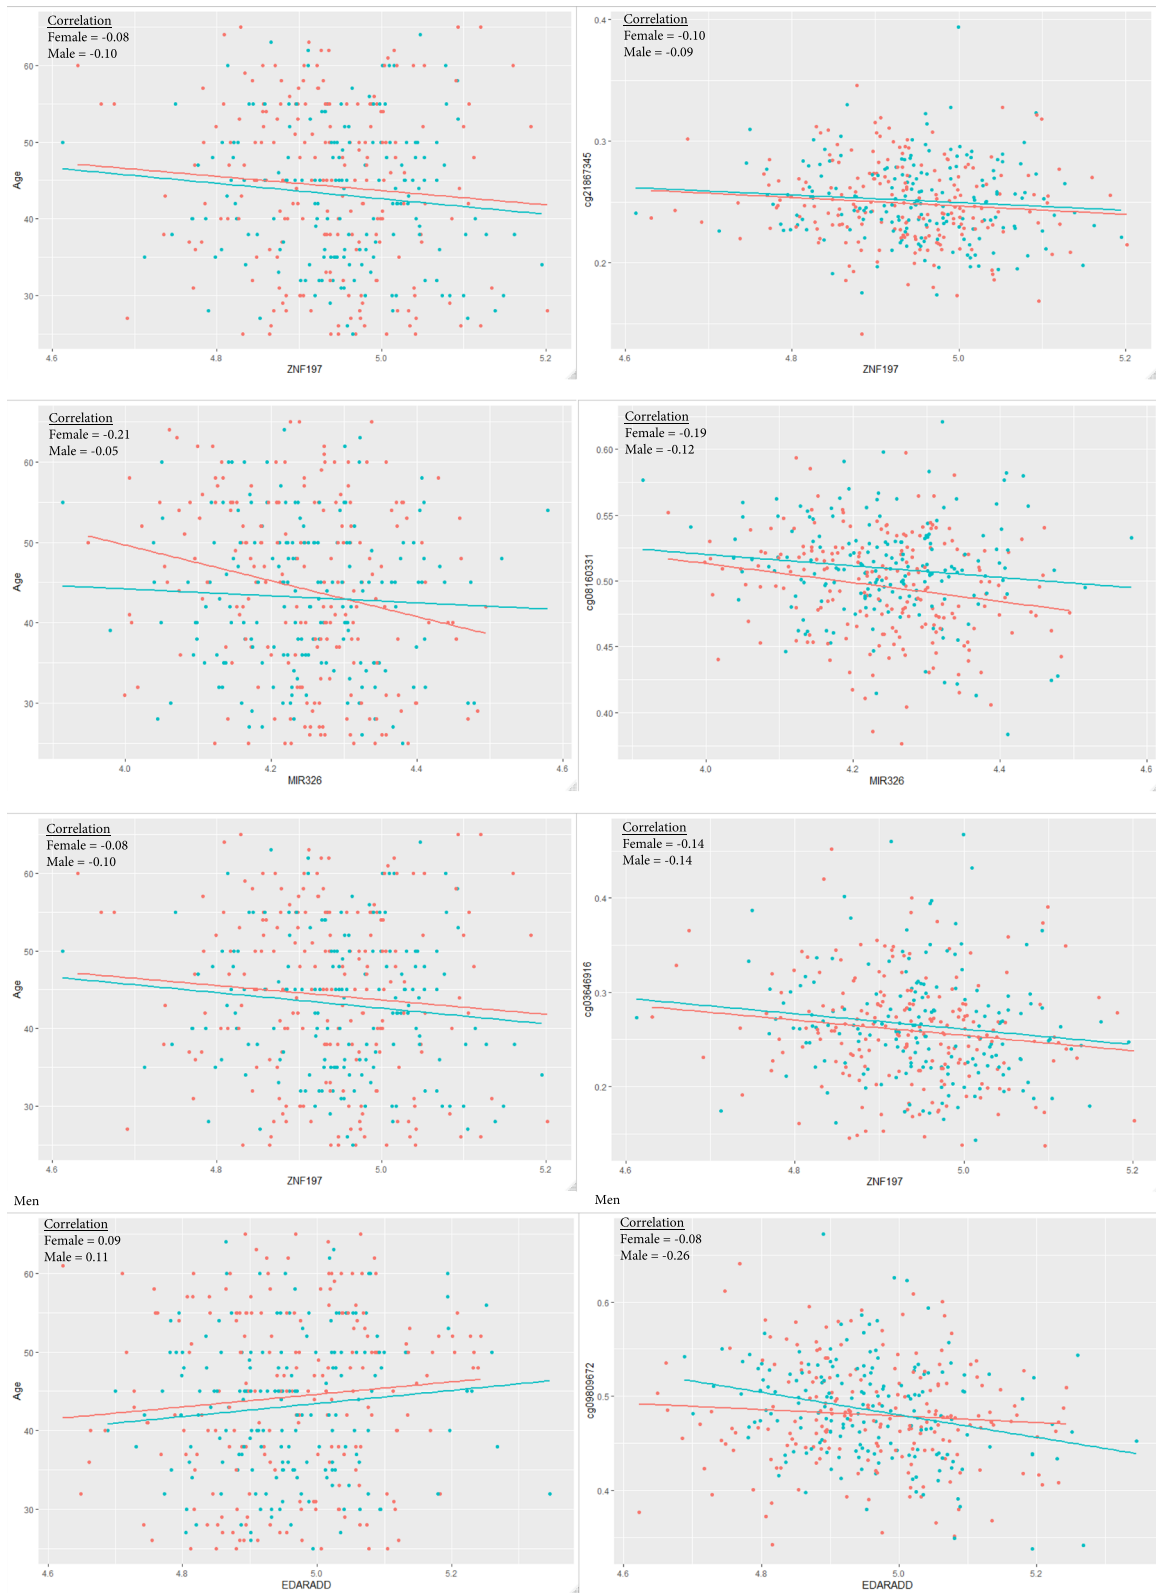 Correlation
Female = -0.08
Male = -0.10
60
50
40
30
Age
4.6 4.8 5.0 5.2
ZNF197
Correlation
Female = -0.10
Male = -0.09
0.4
0.3
0.2
cg21867345
4.6 4.8 5.0 5.2
ZNF197
Correlation
Female = -0.21
Male = -0.05
60
50
40
30
Age
4.0 4.2 4.4 4.6
MIR326
Correlation
Female = -0.19
Male = -0.12
0.60
0.55
0.50
0.45
0.40
cg08160331
4.0 4.2 4.4 4.6
MIR326
Correlation
Female = -0.08
Male = -0.10
60
50
40
30
Age
4.6 4.8 5.0 5.2
ZNF197
Correlation
Female = -0.14
Male = -0.14
0.4
0.3
0.2
cg03646916
4.6 4.8 5.0 5.2
ZNF197
Men
Correlation
Female = 0.09
Male = 0.11
60
50
40
30
Age
4.6 4.8 5.0 5.2
EDARADD
Men
Correlation
Female = -0.08
Male = -0.26
0.6
0.5
0.4
cg09809672
4.6 4.8 5.0 5.2
EDARADD